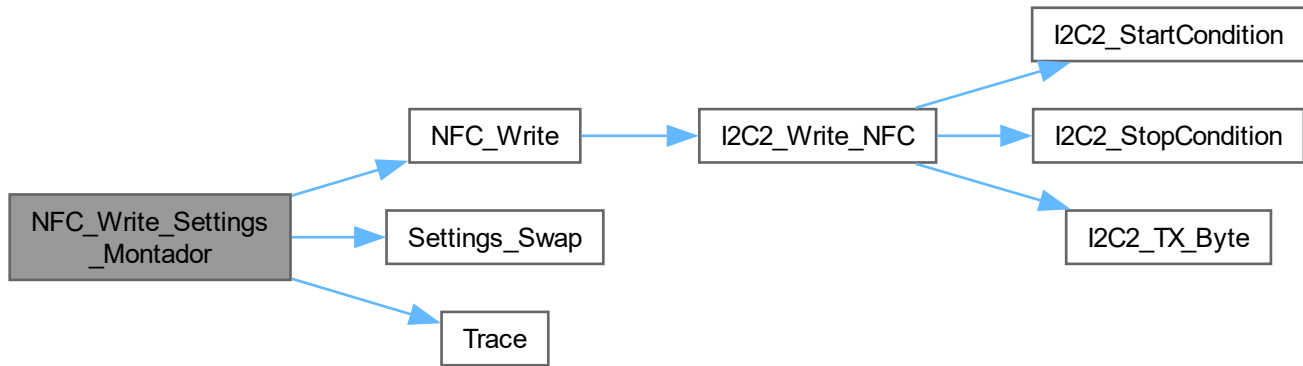 NFC_Write_Settings
_Montador
NFC_Write
Settings_Swap
Trace
I2C2_Write_NFC
I2C2_StartCondition
I2C2_StopCondition
I2C2_TX_Byte